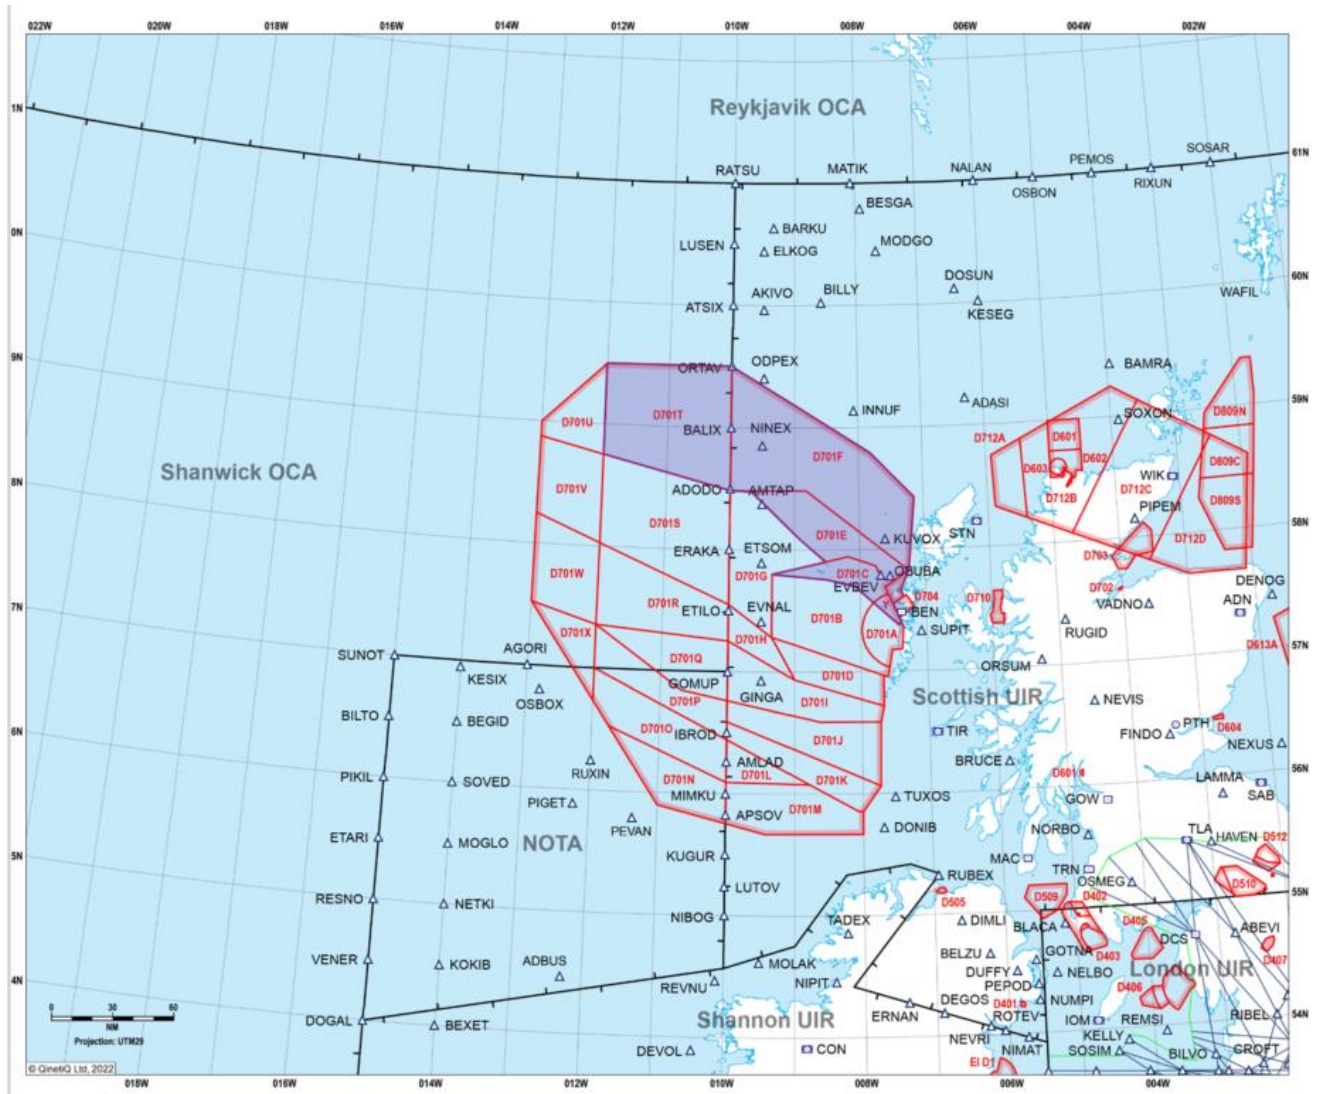 022W 020W 018W 016W 014W 012W 010W 008W 006W 004W 002W
1N
Reykjavik OCA
61N
SOSAR
PEMOS
NALAN
RATSU MATIK
OSBON RIXUN
BESGA
BARKU
0N
LUSEN
ELKOG
MODGO
60N
DOSUN
AKIVO BILLY
WAFIL
ATSIX
KESEG
9N
ORTAV ODPEX
BAMRA
59N
D701U D701T
INNUF
ADASI
SOXON
D809N
BALIX NINEX
D712A
D601
D701F
Shanwick OCA
D603
D602
D809C
8N
D701V
ADODO AMTAP
D712B
D712C
WIK
D809S
PIPEM
58N
D701S
D701E
KUVOX
STN
D712D
ERAKA ETSOM
D703
D701W
D701G
D701C
OBUBA
EVBEV
DENOG
D702
7N
D701R
ETILO
EVNAL
D701B
D704
D710
BEN
VADNO
ADN
D701X
D701H
D701A
SUPIT
RUGID
D613A
57N
SUNOT
AGORI
KESIX
D701Q
GOMUP
GINGA
D701D
ORSUM
OSBOX
D701P
D701I
Scottish UIR
NEVIS
BILTO
BEGID
6N
D701O
IBROD
D701J
TIR
FINDO
PTH
D604
NEXUS
PIKIL
SOVED
RUXIN
D701N
AMLAD
D701L
D701K
BRUCE
D601
LAMMA
56N
SAB
MIMKU
D701M
TUXOS
GOW
PIGET
PEVAN
APSOV
DONIB
NORBO
TLA
HAVEN
D512
ETARI
MOGLO
NOTA
5N
KUGUR
MAC
TRN
OSMEG
D510
RESNO
NETKI
LUTOV
RUBEX
D505
D509
D402
55N
NIBOG
TADEX
DIMLI
BLACA
D405
ABEVI
D403
DCS
D407
VENER
KOKIB
ADBUS
MOLAK
BELZU
GOTNA
London UIR
4N
DUFFY
NELBO
REVNU
NIPIT
PEPOD
D406
DEGOS
D401
NUMPI
0 30 60
NM
Projection: UTM29
DOGAL
BEXET
Shannon UIR
ERNAN
ROTEV
IOM
REMSI
RIBEL
54N
NEVRI
NIMAT
KELLY
DEVOL
CON
EI D1
SOSIM
BILVO
CROFT
© QinetiQ Ltd, 2022
018W 016W 014W 012W 010W 008W 006W 004W 002W